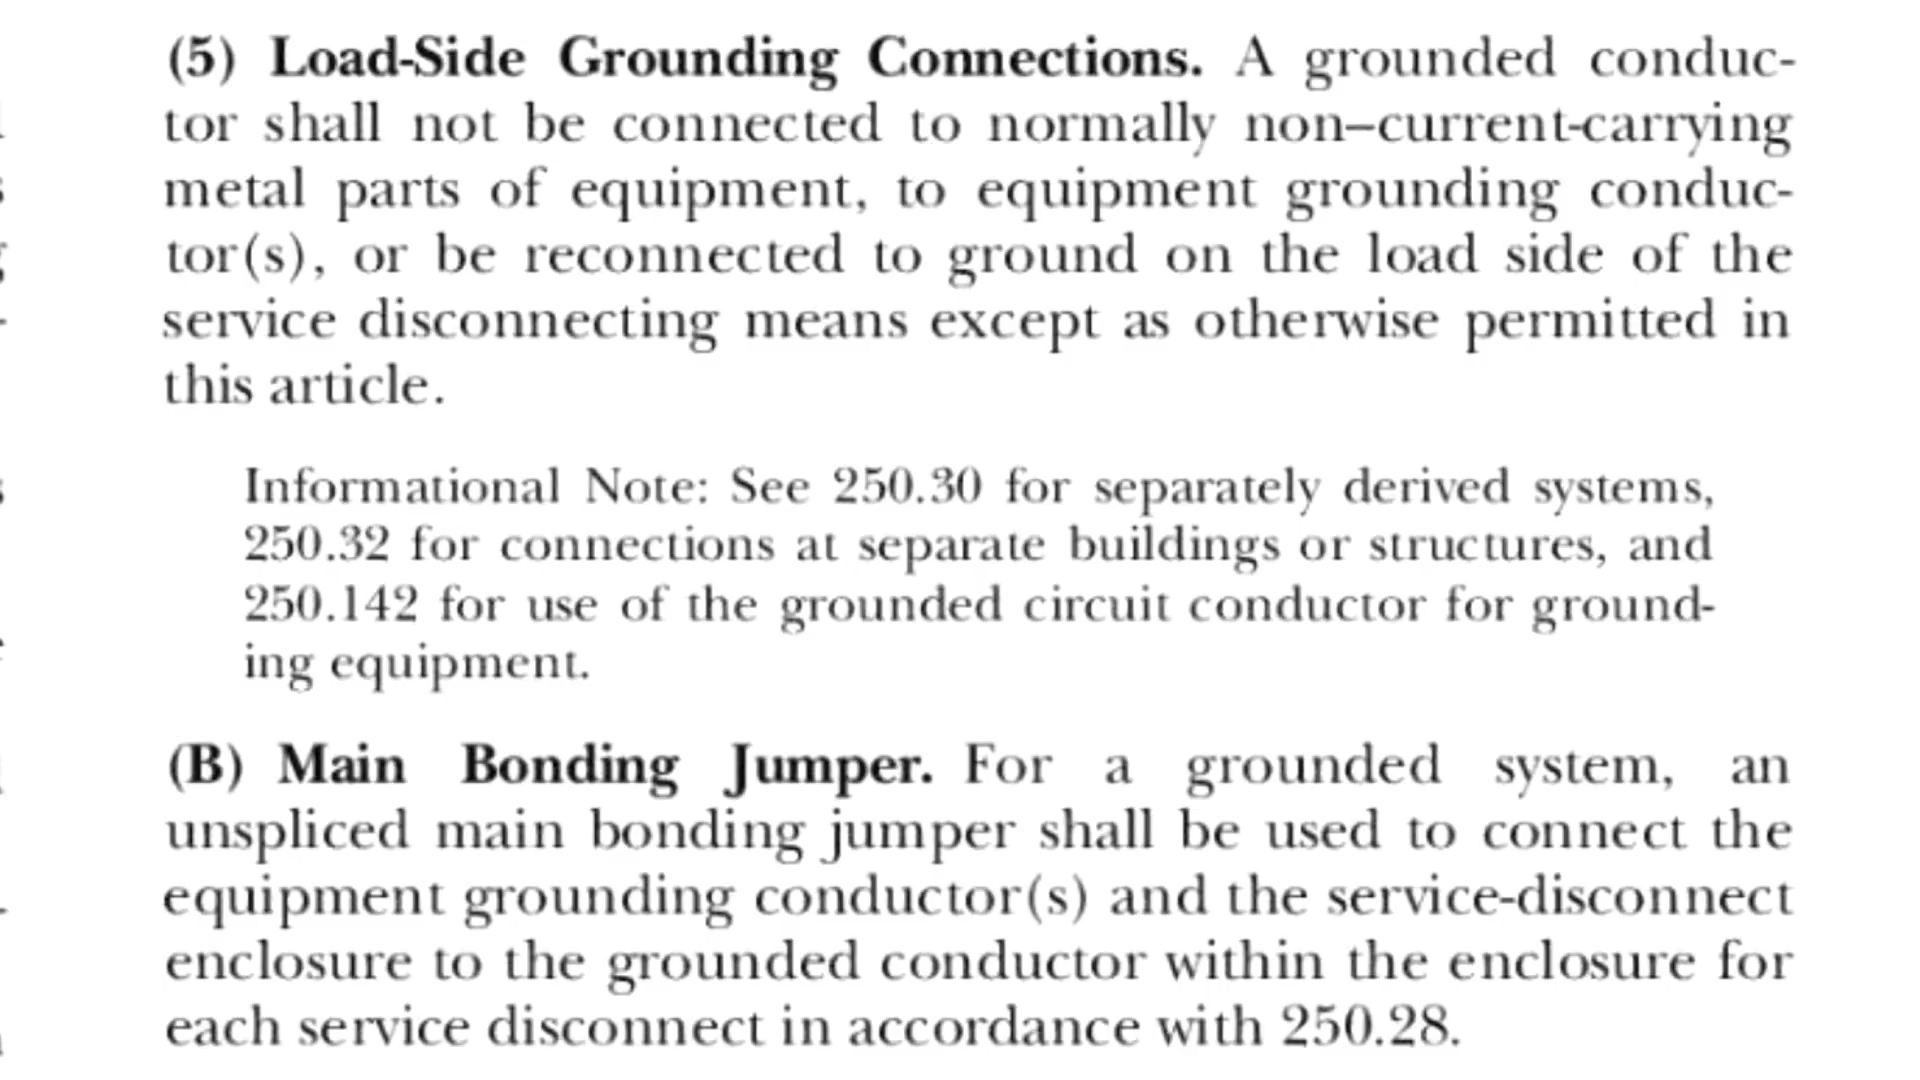 (5) Load-Side Grounding Connections. A grounded conduc-
tor shall not be connected to normally non–current-carrying
metal parts of equipment, to equipment grounding conduc-
tor(s), or be reconnected to ground on the load side of the
service disconnecting means except as otherwise permitted in
this article.
Informational Note: See 250.30 for separately derived systems,
250.32 for connections at separate buildings or structures, and
250.142 for use of the grounded circuit conductor for ground-
ing equipment.
(B) Main Bonding Jumper. For a grounded system, an
unspliced main bonding jumper shall be used to connect the
equipment grounding conductor(s) and the service-disconnect
enclosure to the grounded conductor within the enclosure for
each service disconnect in accordance with 250.28.